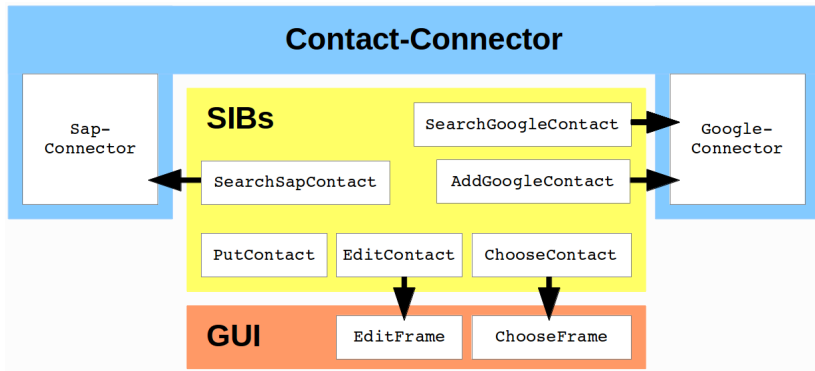 Contact-Connector
SIBs
SearchGoogleContact
Sap-
Connector
Google-
Connector
SearchSapContact
AddGoogleContact
PutContact
EditContact
ChooseContact
GUI
EditFrame
ChooseFrame